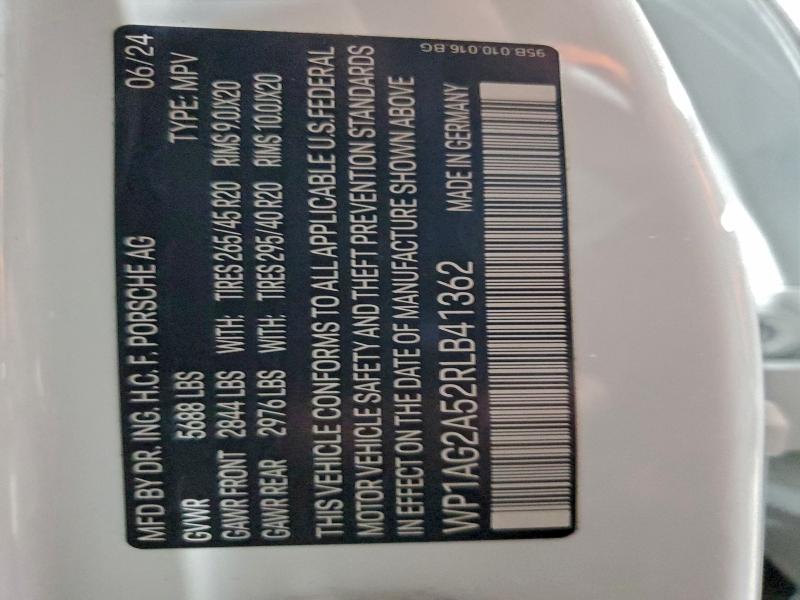 MFD BY DR. ING. H.C. F. PORSCHE AG 06/24
GVWR 5688 LBS TYPE: MPV
GAWR FRONT 2844 LBS WITH: TIRES 265/45 R20 RIMS 9.0JX20
GAWR REAR 2976 LBS WITH: TIRES 295/40 R20 RIMS 10.0JX20
THIS VEHICLE CONFORMS TO ALL APPLICABLE U.S.FEDERAL
MOTOR VEHICLE SAFETY AND THEFT PREVENTION STANDARDS
IN EFFECT ON THE DATE OF MANUFACTURE SHOWN ABOVE
WP1AG2A52RLB41362 MADE IN GERMANY
95B.010.016.BG